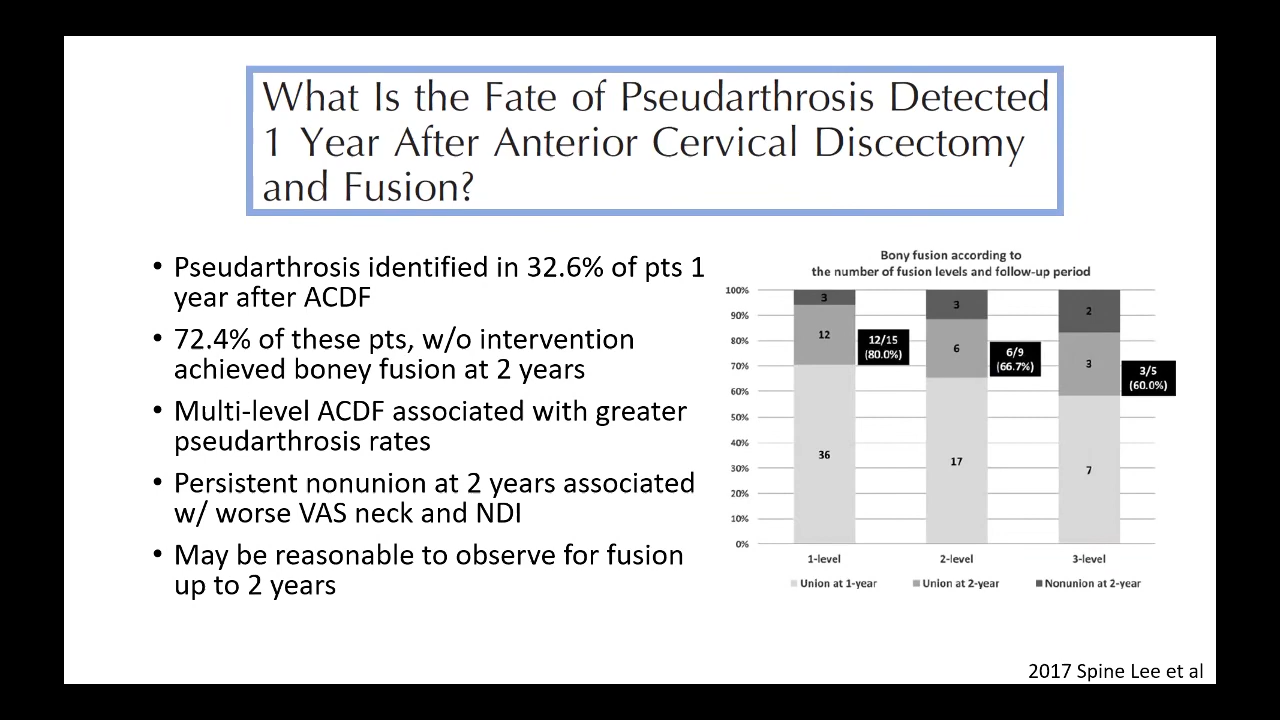 What Is the Fate of Pseudarthrosis Detected
1 Year After Anterior Cervical Discectomy
and Fusion?
• Pseudarthrosis identified in 32.6% of pts 1
year after ACDF
• 72.4% of these pts, w/o intervention
achieved boney fusion at 2 years
• Multi-level ACDF associated with greater
pseudarthrosis rates
• Persistent nonunion at 2 years associated
w/ worse VAS neck and NDI
• May be reasonable to observe for fusion
up to 2 years
Bony fusion according to
the number of fusion levels and follow-up period
100%
90%
80%
70%
60%
50%
40%
30%
20%
10%
0%
3
12
36
12/15
(80.0%)
3
6
17
6/9
(66.7%)
2
3
7
3/5
(60.0%)
1-level
2-level
3-level
Union at 1-year
Union at 2-year
Nonunion at 2-year
2017 Spine Lee et al